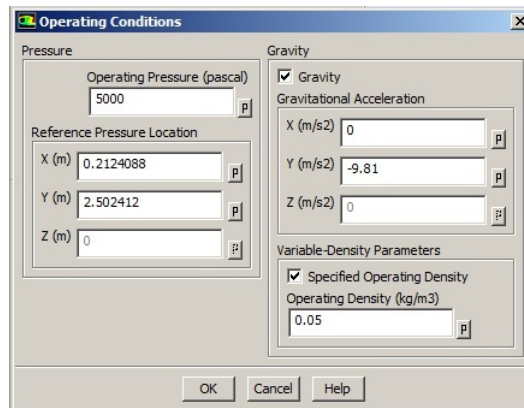 Operating Conditions
Pressure
Operating Pressure (pascal)
5000
P
Reference Pressure Location
X (m) 0.2124088 P
Y (m) 2.502412 P
Z (m) 0 P
Gravity
Gravity
Gravitational Acceleration
X (m/s2) 0 P
Y (m/s2) -9.81 P
Z (m/s2) 0 P
Variable-Density Parameters
Specified Operating Density
Operating Density (kg/m3)
0.05 P
OK Cancel Help